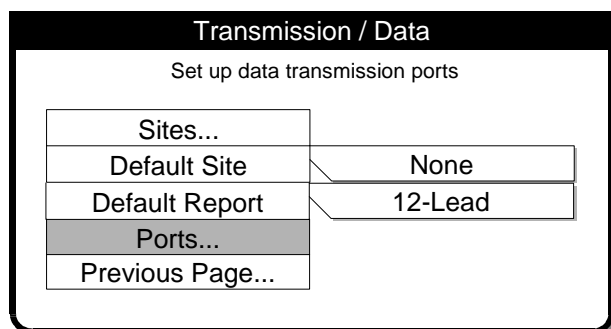 Transmission / Data
Set up data transmission ports
Sites...
Default Site None
Default Report 12-Lead
Ports...
Previous Page...